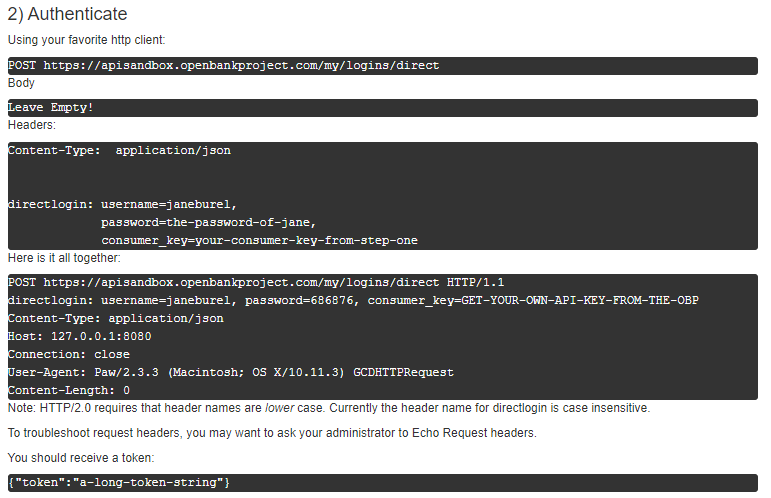 2) Authenticate
Using your favorite http client:
POST https://apisandbox.openbankproject.com/my/logins/direct
Body
Leave Empty!
Headers:
Content-Type:  application/json
directlogin: username=janeburel,
             password=the-password-of-jane,
             consumer_key=your-consumer-key-from-step-one
Here is it all together:
POST https://apisandbox.openbankproject.com/my/logins/direct HTTP/1.1
directlogin: username=janeburel, password=686876, consumer_key=GET-YOUR-OWN-API-KEY-FROM-THE-OBP
Content-Type: application/json
Host: 127.0.0.1:8080
Connection: close
User-Agent: Paw/2.3.3 (Macintosh; OS X/10.11.3) GCDHTTPRequest
Content-Length: 0
Note: HTTP/2.0 requires that header names are lower case. Currently the header name for directlogin is case insensitive.
To troubleshoot request headers, you may want to ask your administrator to Echo Request headers.
You should receive a token:
{"token":"a-long-token-string"}